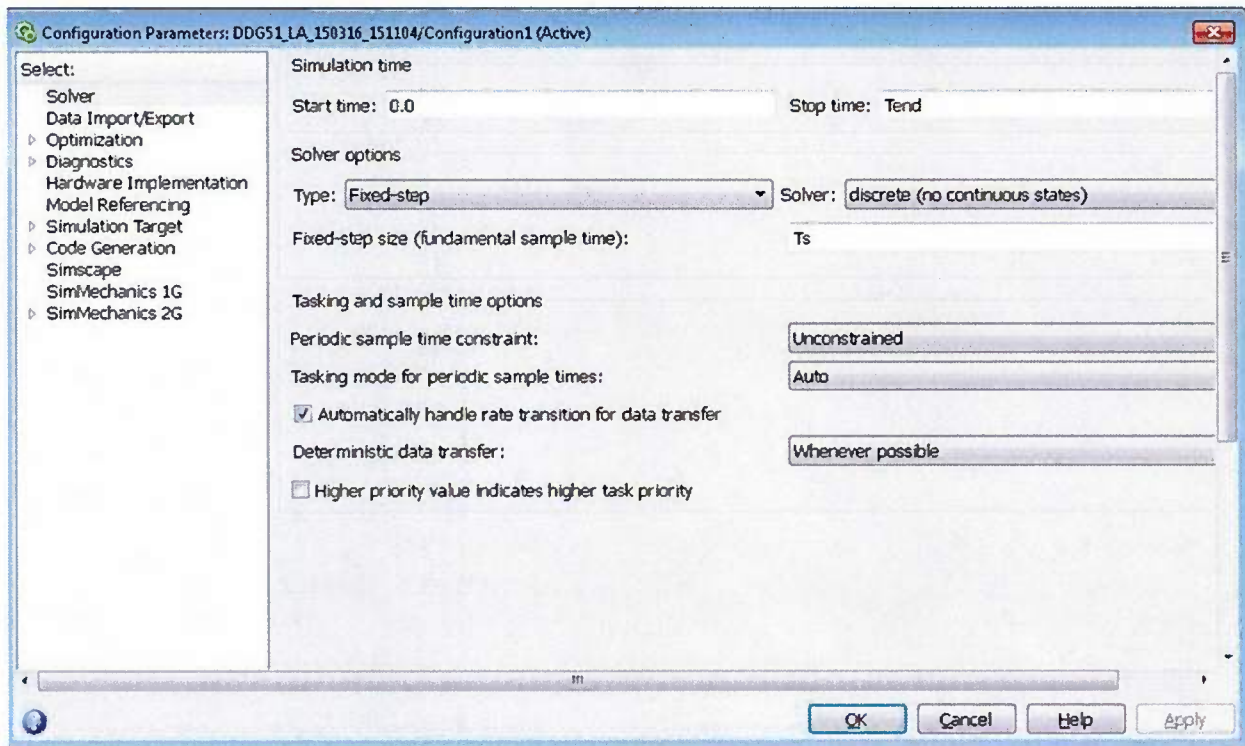 Configuration Parameters: DDG51_LA_150316_151104/Configuration1 (Active)
Select:
Solver
Data Import/Export
Optimization
Diagnostics
Hardware Implementation
Model Referencing
Simulation Target
Code Generation
Simscape
SimMechanics 1G
SimMechanics 2G
Simulation time
Start time: 0.0 Stop time: Tend
Solver options
Type: Fixed-step Solver: discrete (no continuous states)
Fixed-step size (fundamental sample time): Ts
Tasking and sample time options
Periodic sample time constraint: Unconstrained
Tasking mode for periodic sample times: Auto
Automatically handle rate transition for data transfer
Deterministic data transfer: Whenever possible
Higher priority value indicates higher task priority
OK Cancel Help Apply